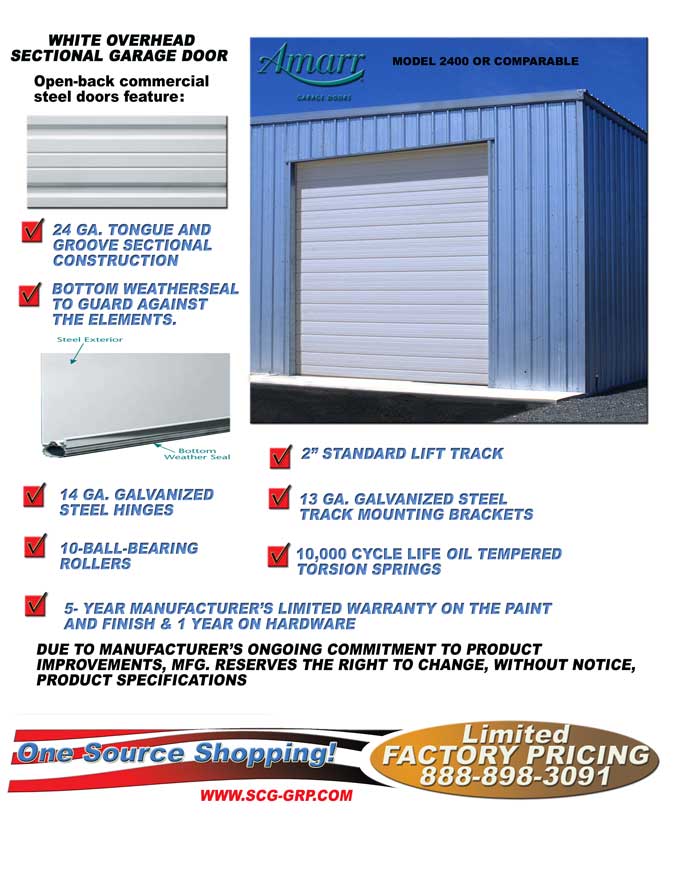 WHITE OVERHEAD
SECTIONAL GARAGE DOOR
Open-back commercial
steel doors feature:
Amarr
GARAGE DOORS
MODEL 2400 OR COMPARABLE
24 GA. TONGUE AND
GROOVE SECTIONAL
CONSTRUCTION
BOTTOM WEATHERSEAL
TO GUARD AGAINST
THE ELEMENTS.
Steel Exterior
Bottom
Weather Seal
2” STANDARD LIFT TRACK
14 GA. GALVANIZED
STEEL HINGES
13 GA. GALVANIZED STEEL
TRACK MOUNTING BRACKETS
10-BALL-BEARING
ROLLERS
10,000 CYCLE LIFE OIL TEMPERED
TORSION SPRINGS
5- YEAR MANUFACTURER’S LIMITED WARRANTY ON THE PAINT
AND FINISH & 1 YEAR ON HARDWARE
DUE TO MANUFACTURER’S ONGOING COMMITMENT TO PRODUCT
IMPROVEMENTS, MFG. RESERVES THE RIGHT TO CHANGE, WITHOUT NOTICE,
PRODUCT SPECIFICATIONS
One Source Shopping!
Limited
FACTORY PRICING
888-898-3091
WWW.SCG-GRP.COM